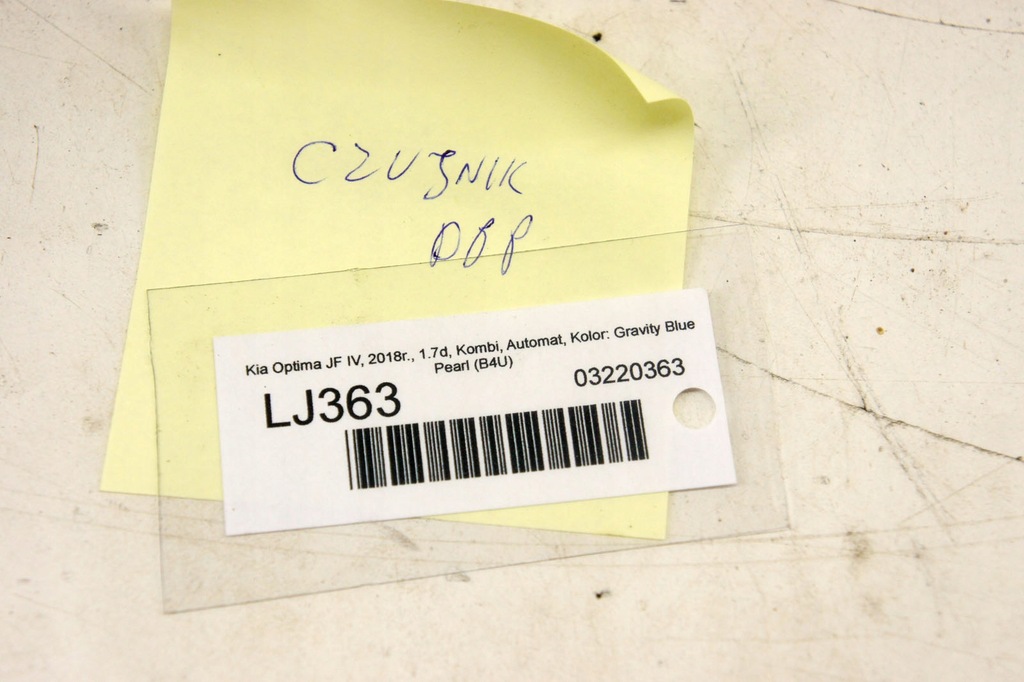 CZUJNIK
DPF
Kia Optima JF IV, 2018r., 1.7d, Kombi, Automat, Kolor: Gravity Blue
Pearl (B4U)
LJ363
03220363